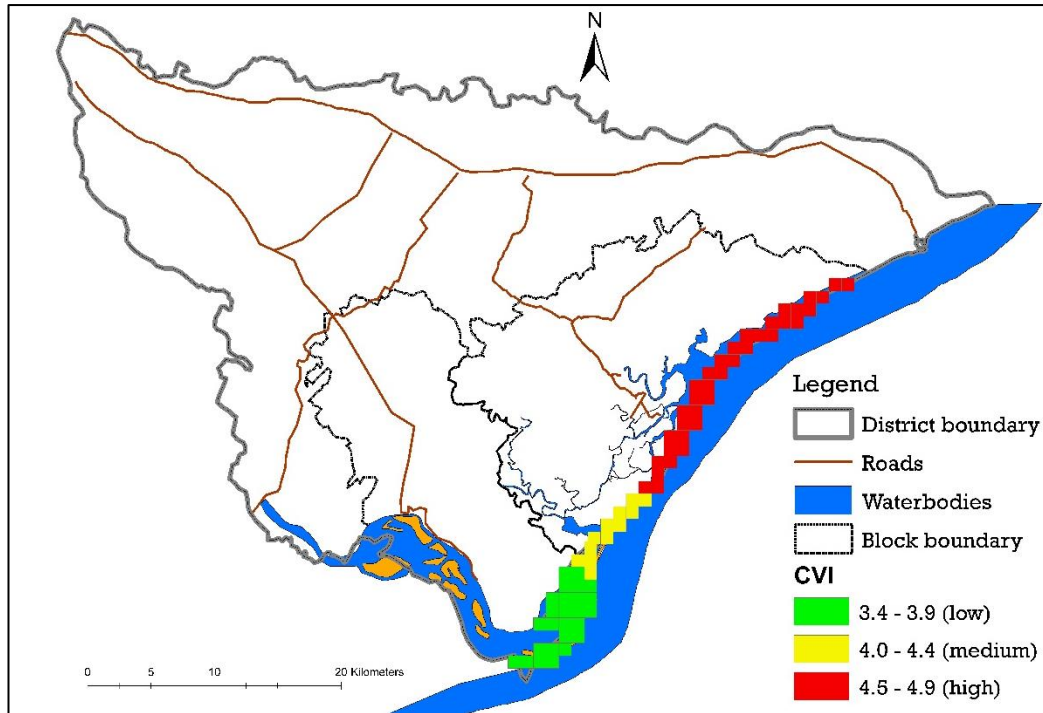 N
Legend
District boundary
Roads
Waterbodies
Block boundary
CVI
3.4 - 3.9 (low)
4.0 - 4.4 (medium)
4.5 - 4.9 (high)
0 10 20 Kilometers